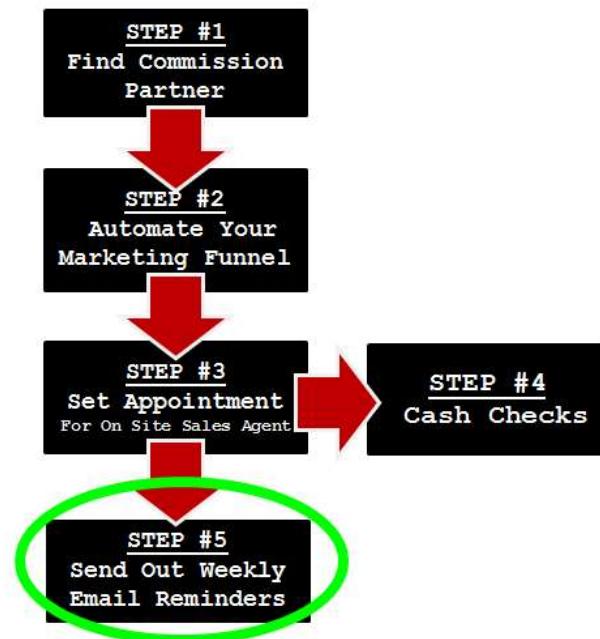 STEP #1
Find Commission
Partner
STEP #2
Automate Your
Marketing Funnel
STEP #3
Set Appointment
For On Site Sales Agent
STEP #4
Cash Checks
STEP #5
Send Out Weekly
Email Reminders